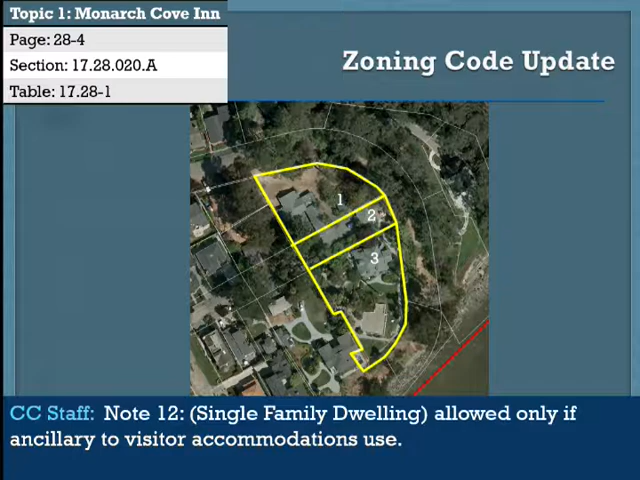 Topic 1: Monarch Cove Inn
Page: 28-4
Section: 17.28.020.A
Table: 17.28-1
Zoning Code Update
1
2
3
CC Staff: Note 12: (Single Family Dwelling) allowed only if
ancillary to visitor accommodations use.